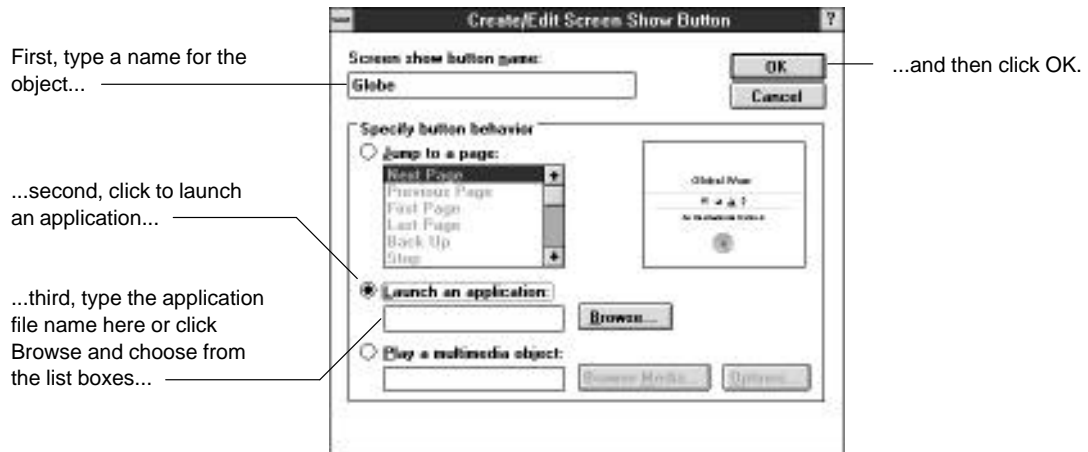 Create/Edit Screen Show Button
?
First, type a name for the
object...
Screen show button name:
Globe
OK
Cancel
...and then click OK.
Specify button behavior
Jump to a page:
Next Page
Previous Page
First Page
Last Page
Back Up
Stop
...second, click to launch
an application...
Launch an application:
Browse...
...third, type the application
file name here or click
Browse and choose from
the list boxes...
Play a multimedia object:
Browse Media...
Options...